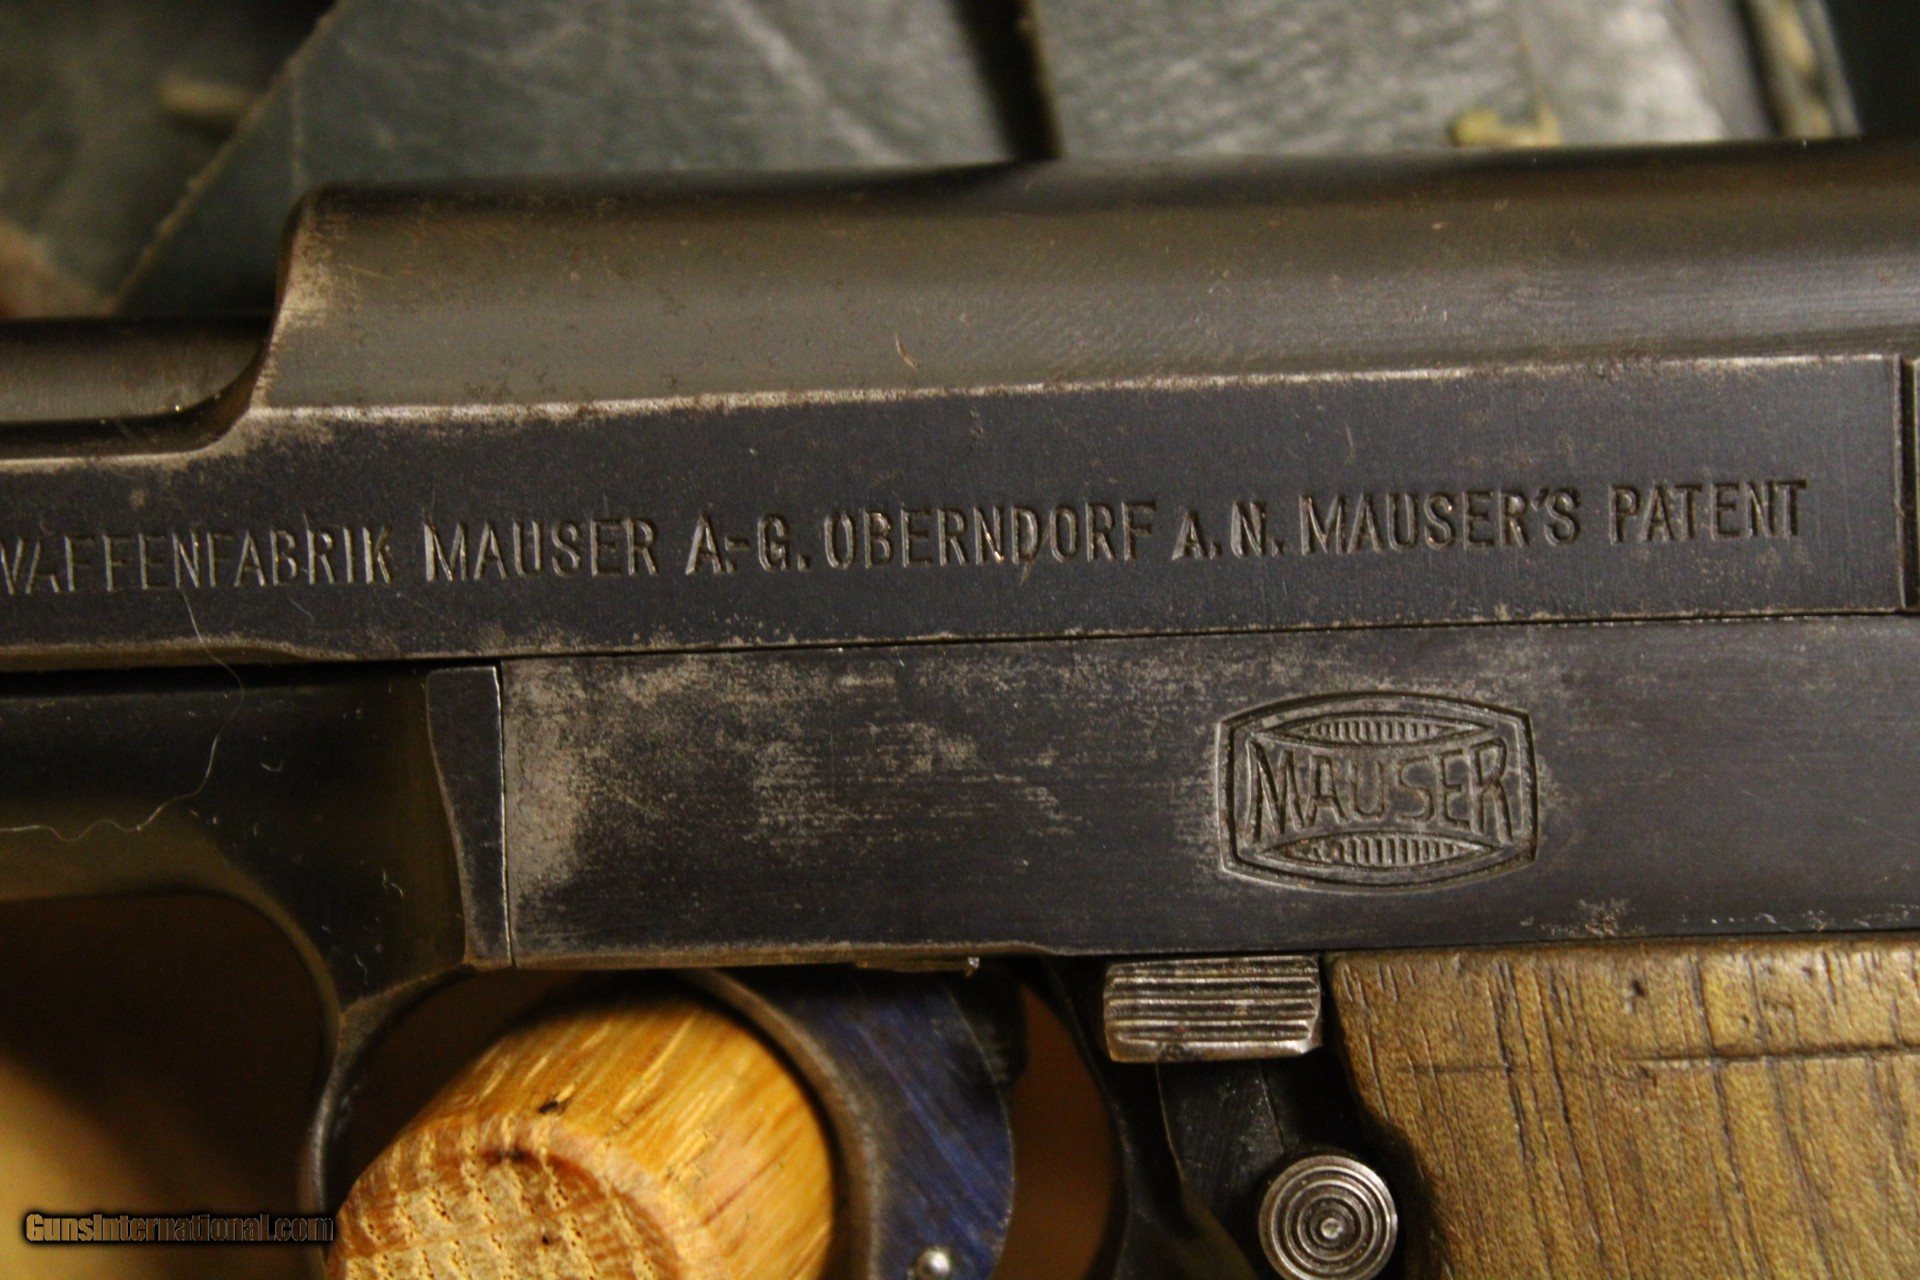 WAFFENFABRIK MAUSER A-G. OBERNDORF A.N. MAUSER'S PATENT
MAUSER
GunsInternational.com